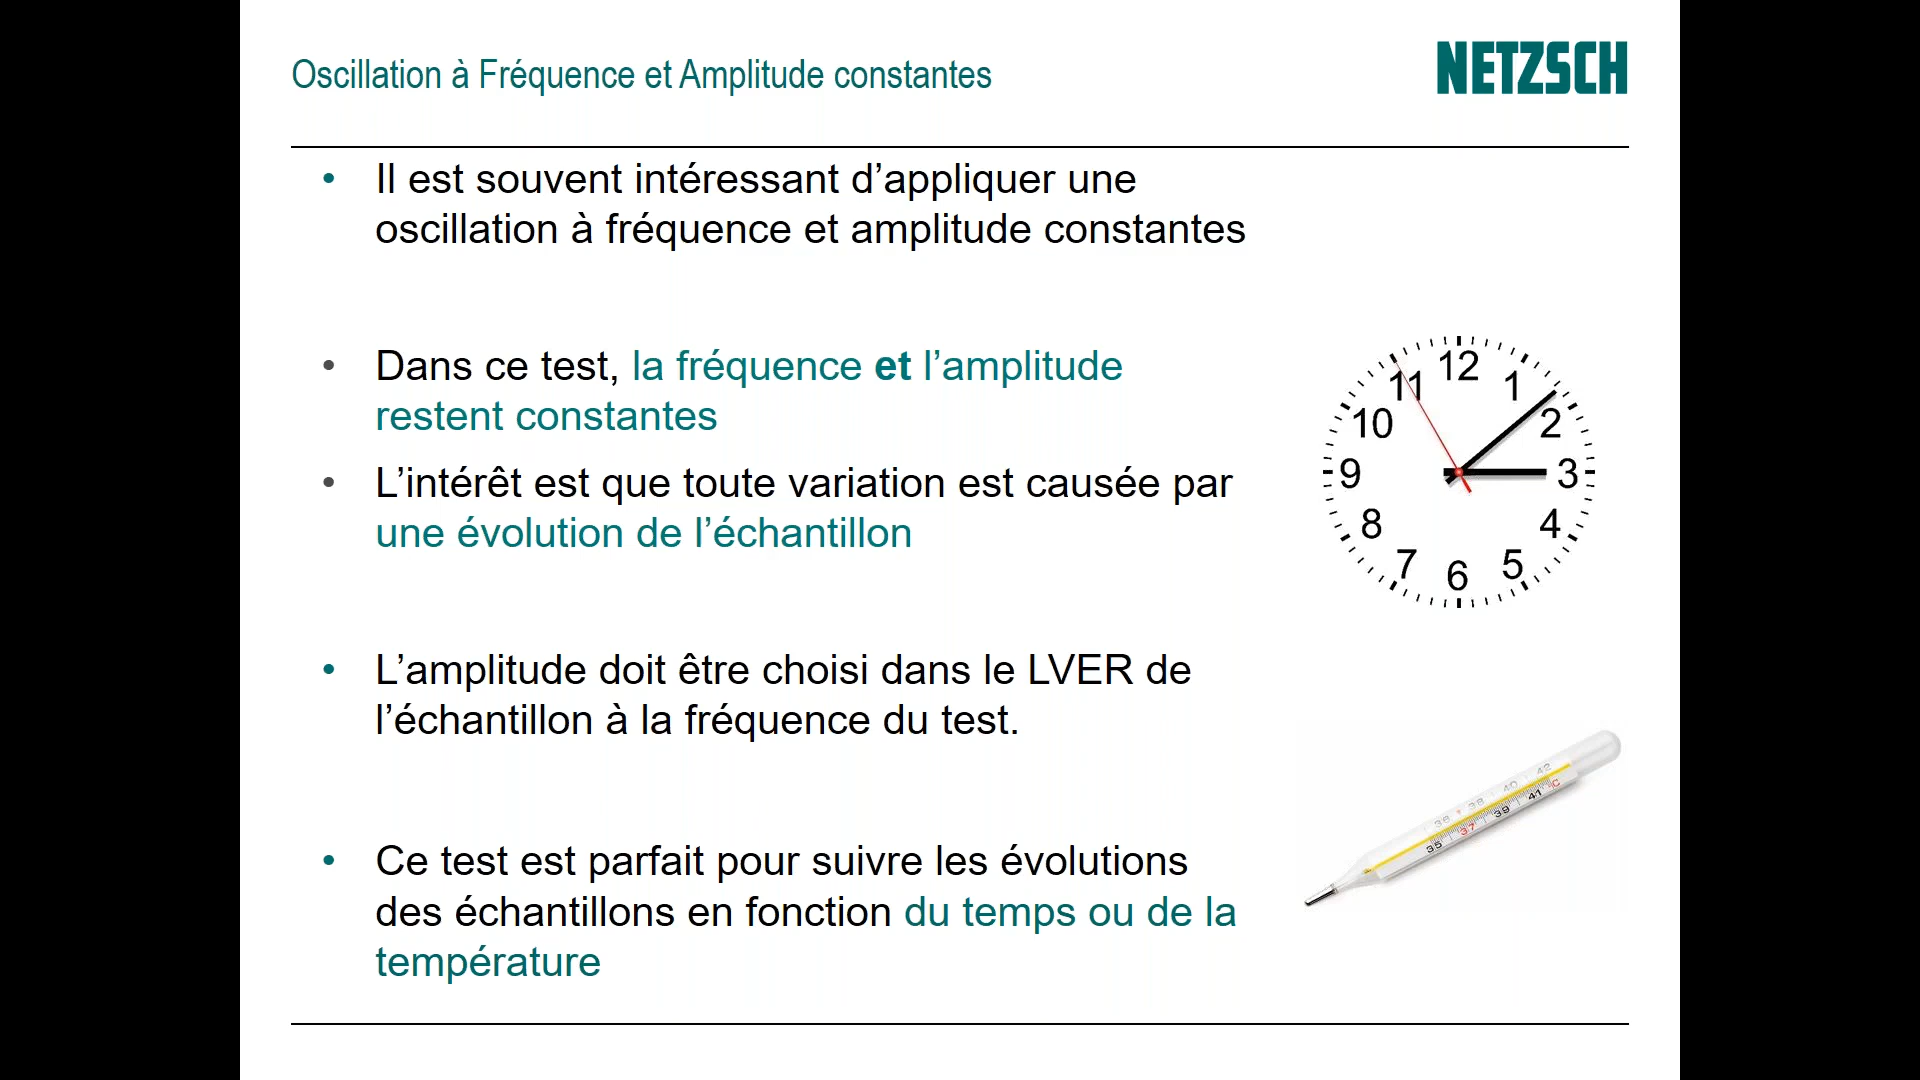 Oscillation à Fréquence et Amplitude constantes
NETZSCH
• Il est souvent intéressant d’appliquer une
oscillation à fréquence et amplitude constantes
• Dans ce test, la fréquence et l’amplitude
restent constantes
• L’intérêt est que toute variation est causée par
une évolution de l’échantillon
12
11 1
10 2
9 3
8 4
7 5
6
• L’amplitude doit être choisi dans le LVER de
l’échantillon à la fréquence du test.
• Ce test est parfait pour suivre les évolutions
des échantillons en fonction du temps ou de la
température
35 37 39 41 °C